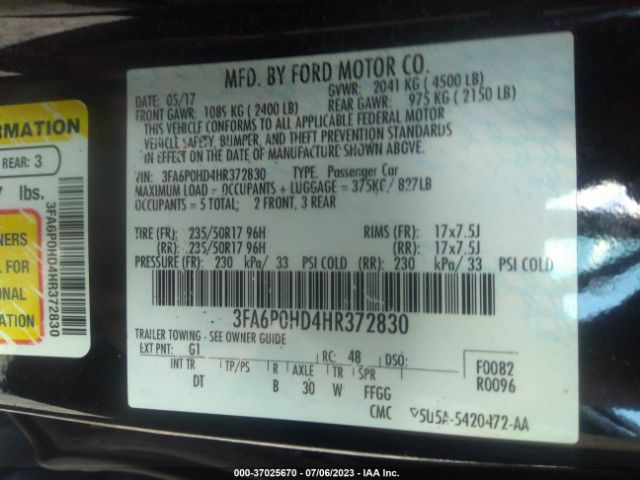 MFD. BY FORD MOTOR CO.
DATE: 05/17 GVWR: 2041 KG (4500 LB)
FRONT GAWR: 1085 KG (2400 LB) REAR GAWR: 975 KG (2150 LB)
THIS VEHICLE CONFORMS TO ALL APPLICABLE FEDERAL MOTOR
VEHICLE SAFETY, BUMPER, AND THEFT PREVENTION STANDARDS
IN EFFECT ON THE DATE OF MANUFACTURE SHOWN ABOVE.
VIN: 3FA6P0HD4HR372830 TYPE: Passenger Car
MAXIMUM LOAD = OCCUPANTS + LUGGAGE = 375KG / 827LB
OCCUPANTS = 5 TOTAL; 2 FRONT, 3 REAR
TIRE (FR): 235/50R17 96H RIMS (FR): 17x7.5J
(RR): 235/50R17 96H (RR): 17x7.5J
PRESSURE (FR): 230 kPa/ 33 PSI COLD (RR): 230 kPa/ 33 PSI COLD
3FA6P0HD4HR372830
TRAILER TOWING - SEE OWNER GUIDE
EXT PNT: G1 RC: 48 DSO:
INT TR TP/PS R AXLE TR SPR
DT B 30 W FFGG
F0082
R0096
CMC 5U5A-5420472-AA
ORMATION
REAR: 3
lbs.
3FA6P0HD4HR372830
NERS
L FOR
ONAL
ATION
000-37025670 - 07/06/2023 - IAA Inc.